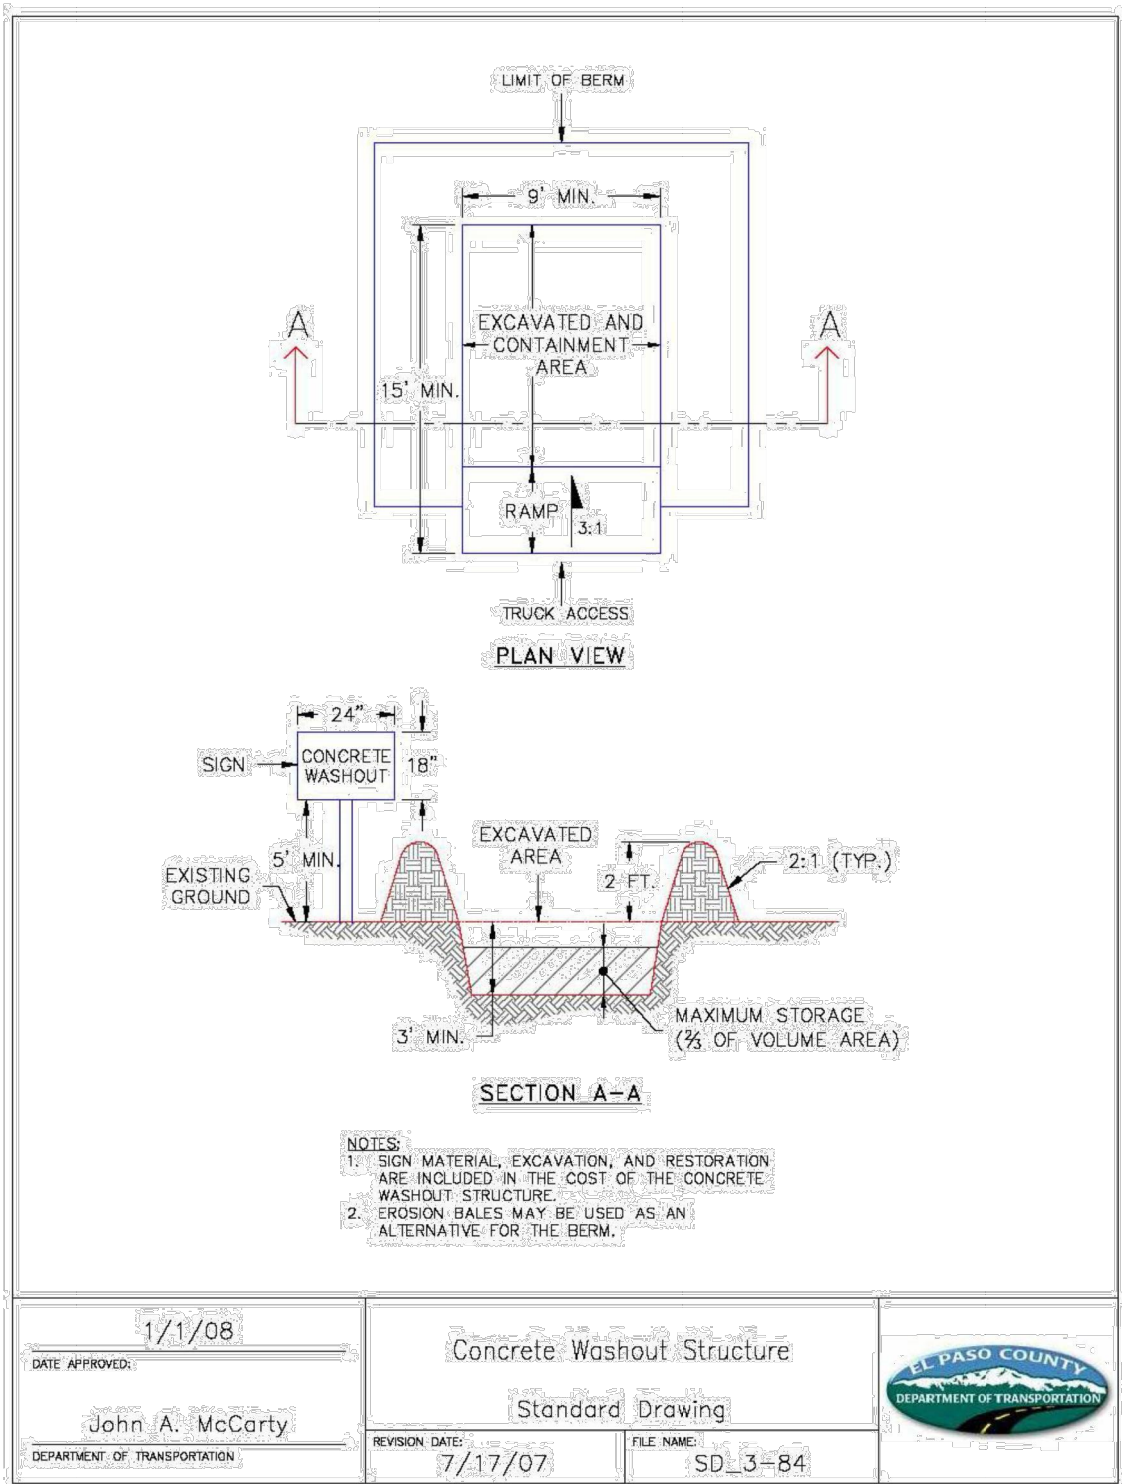 LIMIT OF BERM
9' MIN.
A
A
EXCAVATED AND
CONTAINMENT
AREA
15' MIN.
RAMP
3:1
TRUCK ACCESS
PLAN VIEW
24"
SIGN
CONCRETE
WASHOUT
18"
5' MIN.
EXISTING
GROUND
EXCAVATED
AREA
2 FT.
2:1 (TYP.)
3' MIN.
MAXIMUM STORAGE
(⅔ OF VOLUME AREA)
SECTION A-A
NOTES:
1. SIGN MATERIAL, EXCAVATION, AND RESTORATION
ARE INCLUDED IN THE COST OF THE CONCRETE
WASHOUT STRUCTURE.
2. EROSION BALES MAY BE USED AS AN
ALTERNATIVE FOR THE BERM.
1/1/08
DATE APPROVED:
John A. McCarty
DEPARTMENT OF TRANSPORTATION
Concrete Washout Structure
Standard Drawing
REVISION DATE:
7/17/07
FILE NAME:
SD_3-84
EL PASO COUNTY
DEPARTMENT OF TRANSPORTATION